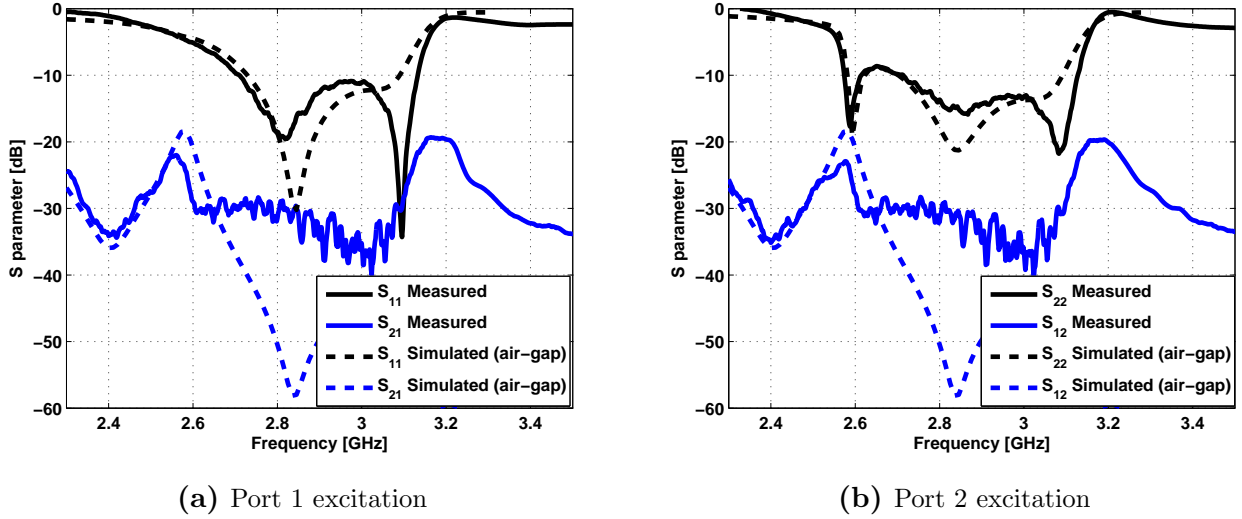 0
−10
−20
−30
−40
−50
−60
S parameter [dB]
2.4 2.6 2.8 3 3.2 3.4
Frequency [GHz]
S11 Measured
S21 Measured
S11 Simulated (air−gap)
S21 Simulated (air−gap)
(a) Port 1 excitation
0
−10
−20
−30
−40
−50
−60
S parameter [dB]
2.4 2.6 2.8 3 3.2 3.4
Frequency [GHz]
S22 Measured
S12 Measured
S22 Simulated (air−gap)
S12 Simulated (air−gap)
(b) Port 2 excitation